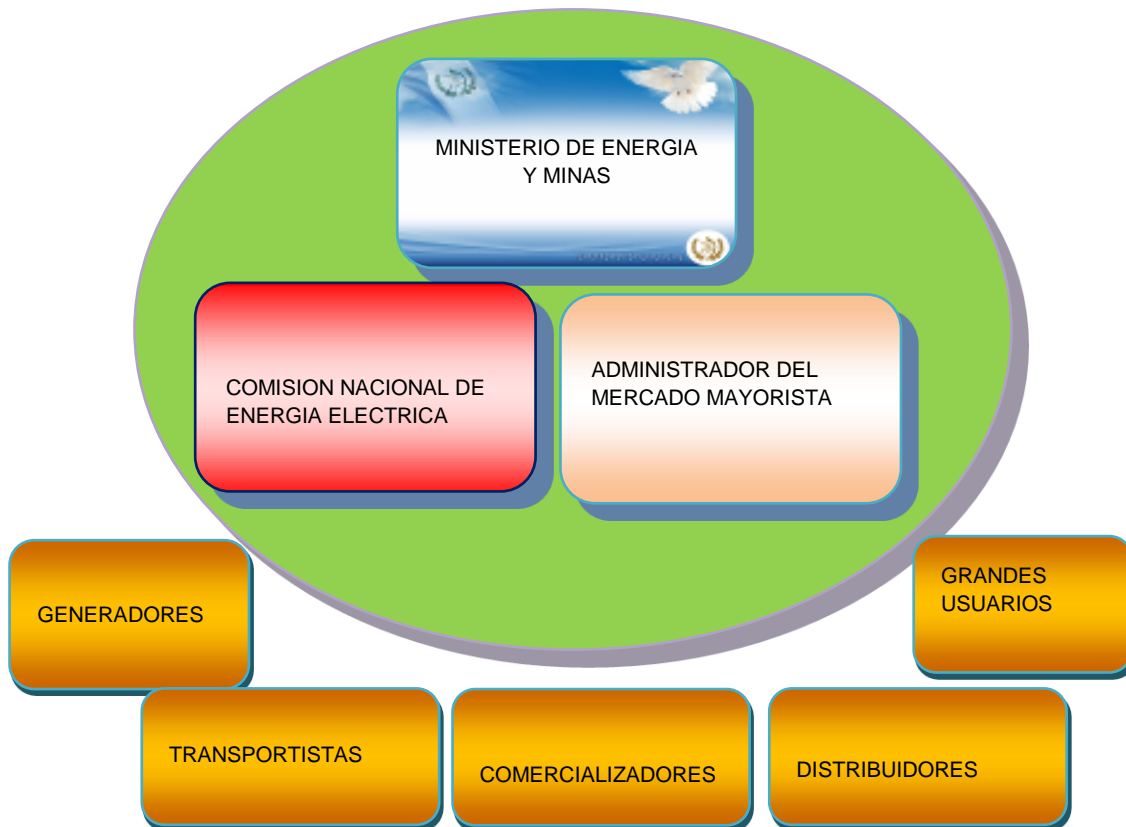 MINISTERIO DE ENERGIA
Y MINAS
COMISION NACIONAL DE
ENERGIA ELECTRICA
ADMINISTRADOR DEL
MERCADO MAYORISTA
GENERADORES
GRANDES
USUARIOS
TRANSPORTISTAS
COMERCIALIZADORES
DISTRIBUIDORES